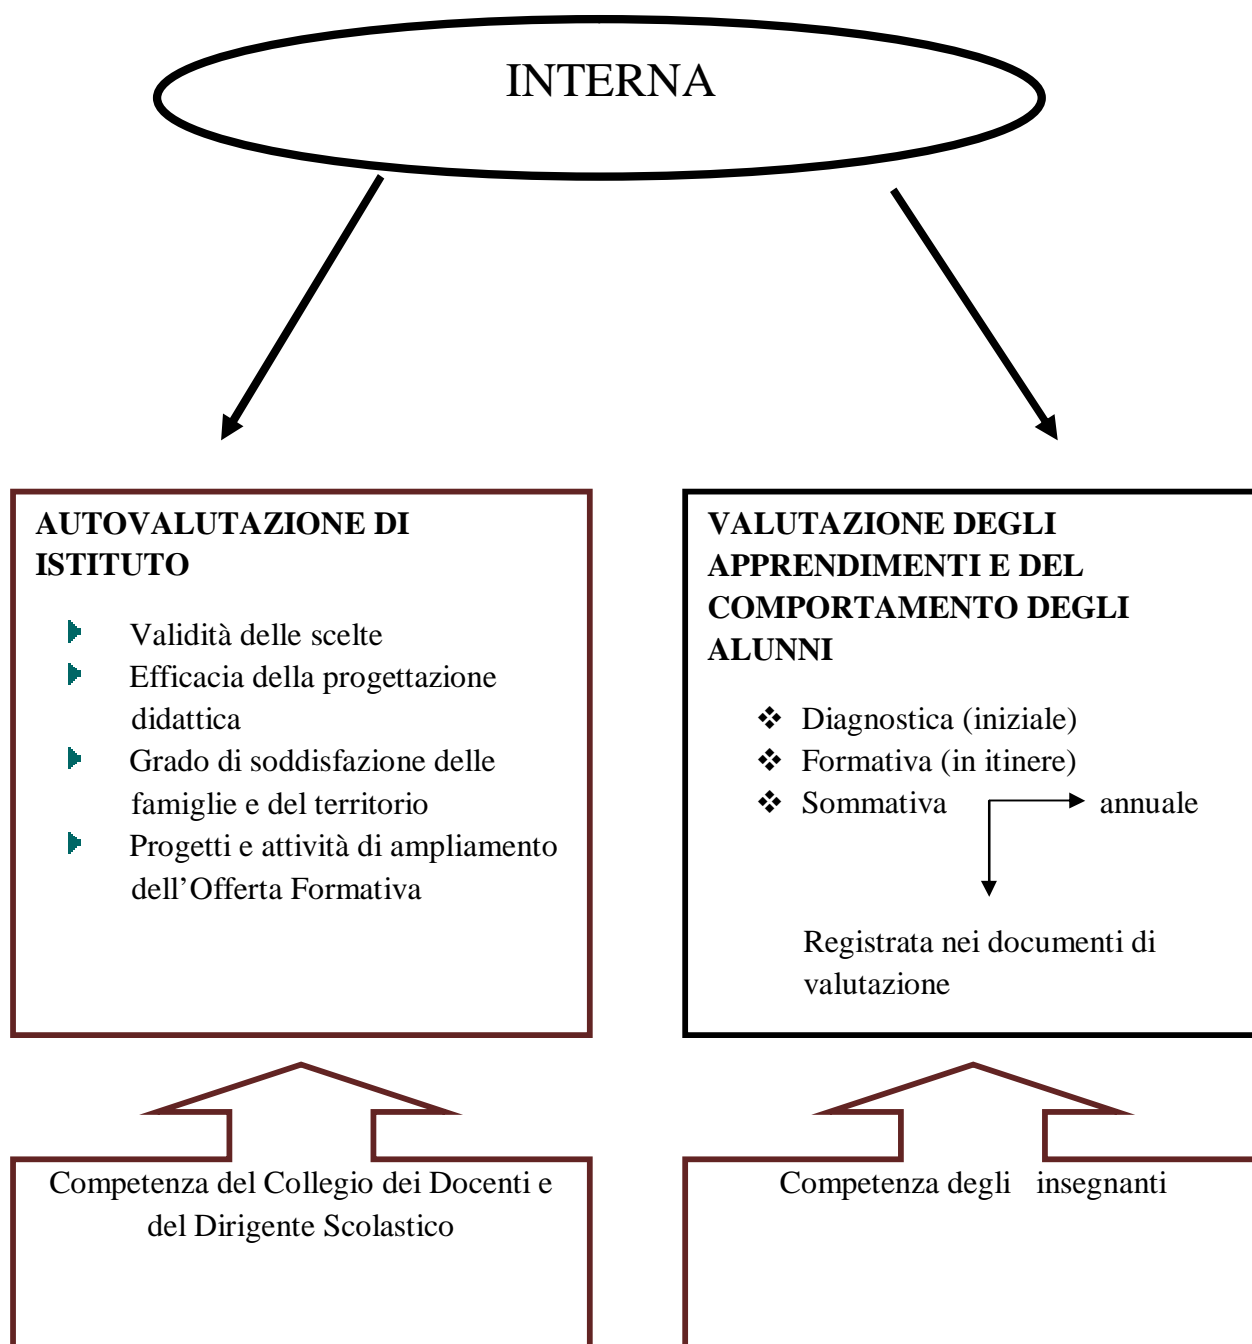 INTERNA
AUTOVALUTAZIONE DI
ISTITUTO
Validità delle scelte
Efficacia della progettazione
didattica
Grado di soddisfazione delle
famiglie e del territorio
Progetti e attività di ampliamento
dell’Offerta Formativa
VALUTAZIONE DEGLI
APPRENDIMENTI E DEL
COMPORTAMENTO DEGLI
ALUNNI
Diagnostica (iniziale)
Formativa (in itinere)
Sommativa annuale
Registrata nei documenti di
valutazione
Competenza del Collegio dei Docenti e
del Dirigente Scolastico
Competenza degli insegnanti